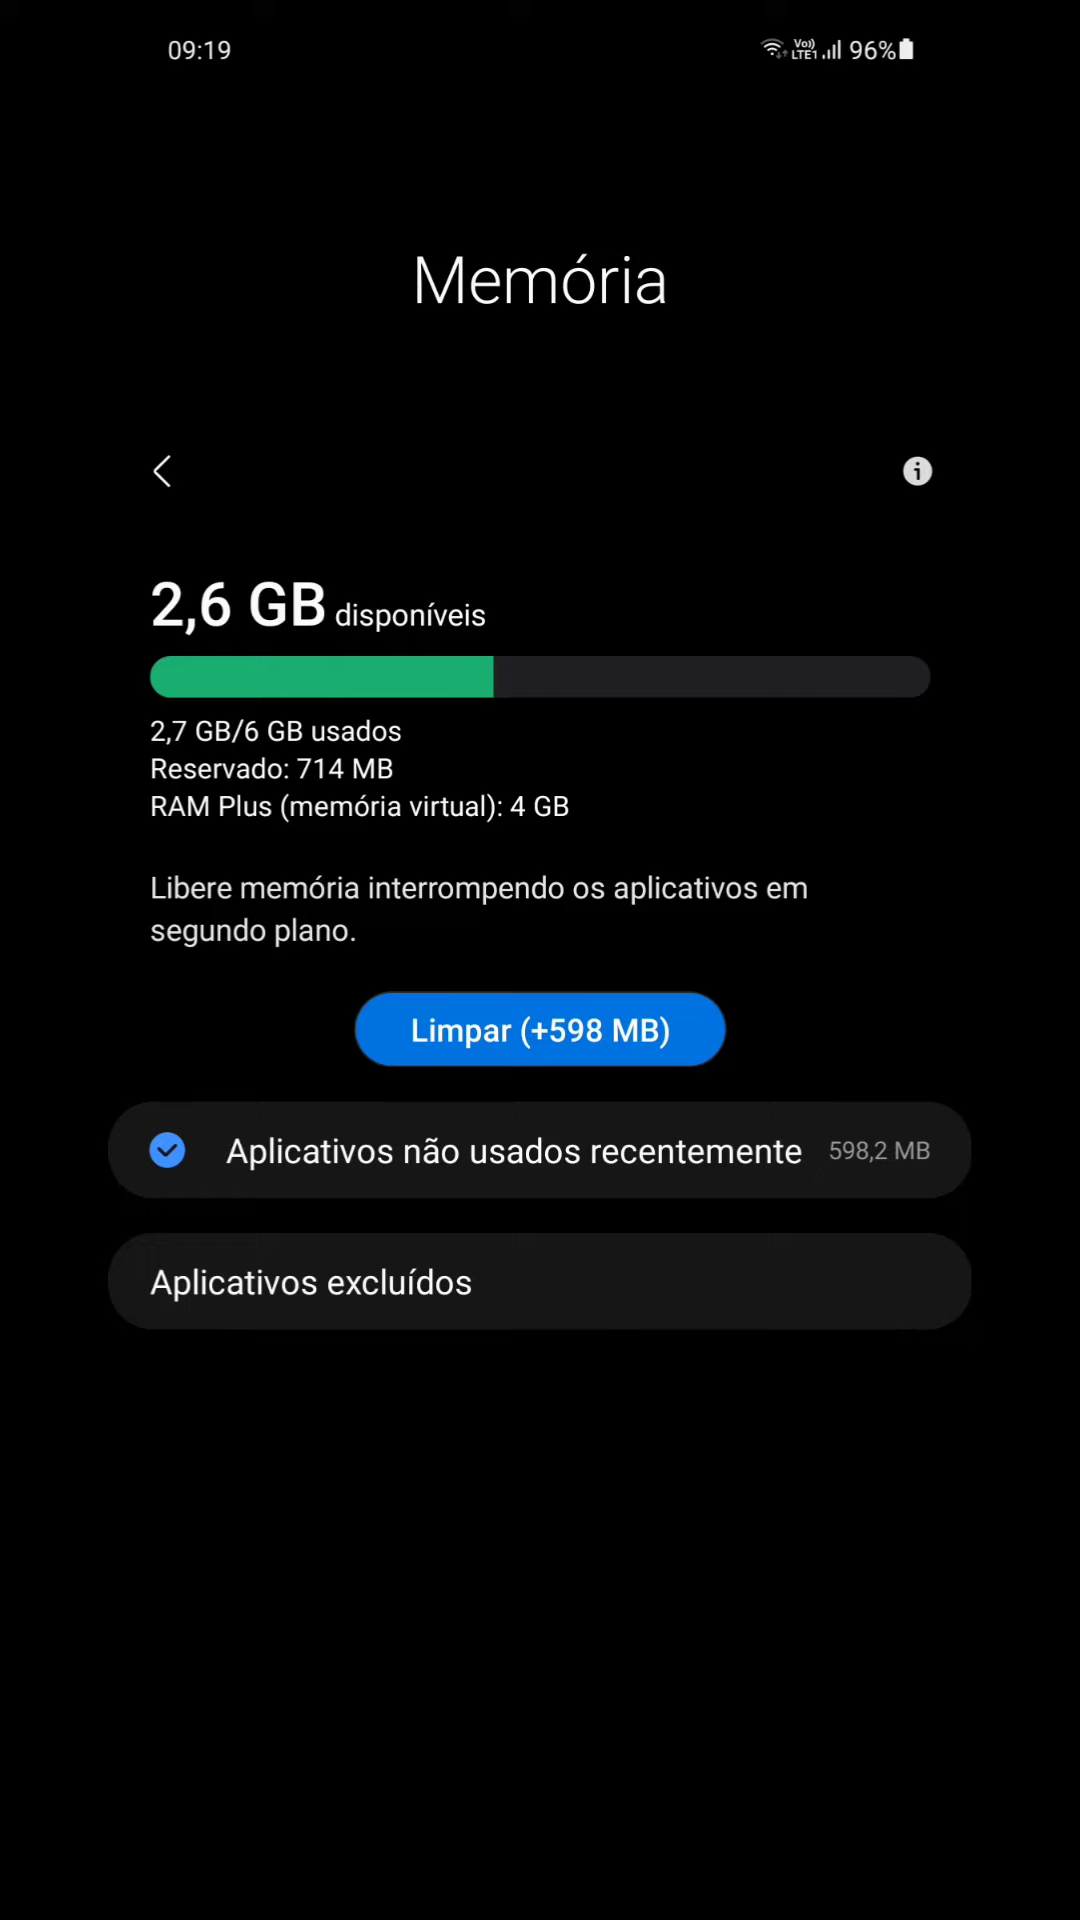 09:19
Vo)) LTE1 96%
Memória
2,6 GB disponíveis
2,7 GB/6 GB usados
Reservado: 714 MB
RAM Plus (memória virtual): 4 GB
Libere memória interrompendo os aplicativos em
segundo plano.
Limpar (+598 MB)
Aplicativos não usados recentemente 598,2 MB
Aplicativos excluídos